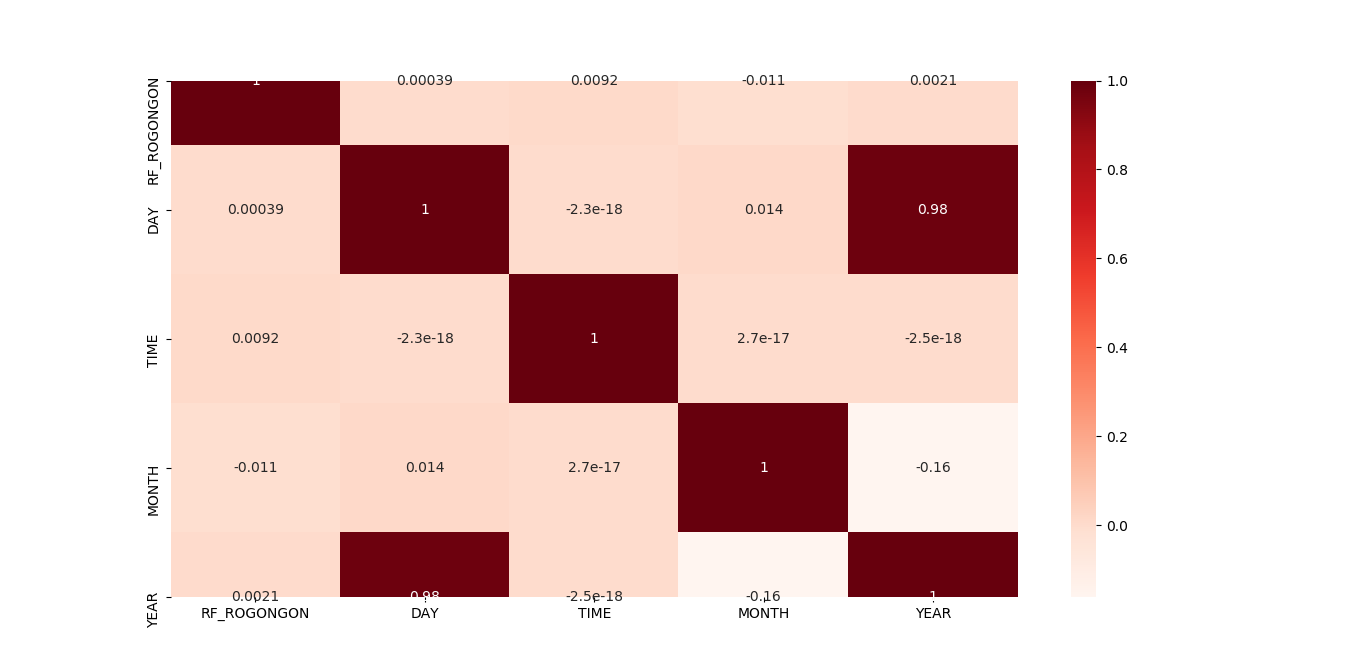 RF_ROGONGON 1 0.00039 0.0092 -0.011 0.0021
DAY 0.00039 1 -2.3e-18 0.014 0.98
TIME 0.0092 -2.3e-18 1 2.7e-17 -2.5e-18
MONTH -0.011 0.014 2.7e-17 1 -0.16
YEAR 0.0021 0.98 -2.5e-18 -0.16 1
RF_ROGONGON DAY TIME MONTH YEAR
1.0
0.8
0.6
0.4
0.2
0.0